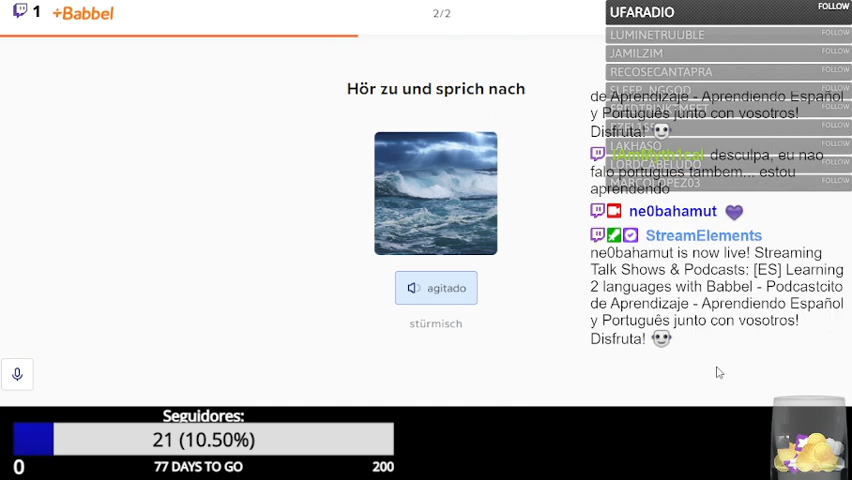 1 +Babbel
2/2
Hör zu und sprich nach
agitado
stürmisch
UFARADIO FOLLOW
LUMINETRUUBLE FOLLOW
JAMILZIM FOLLOW
RECOSECANTAPRA FOLLOW
SLEEP_NGGOD FOLLOW
FOLLOW
FOLLOW
LAKHASO FOLLOW
LORDCABELUDO FOLLOW
MARCOLOPEZ03 FOLLOW
de Aprendizaje - Aprendiendo Español
y Português junto con vosotros!
Disfruta!
desculpa, eu nao
falo portugues tambem... estou
aprendendo
ne0bahamut
StreamElements
ne0bahamut is now live! Streaming
Talk Shows & Podcasts: [ES] Learning
2 languages with Babbel - Podcastcito
de Aprendizaje - Aprendiendo Español
y Português junto con vosotros!
Disfruta!
Seguidores:
21 (10.50%)
0 77 DAYS TO GO 200